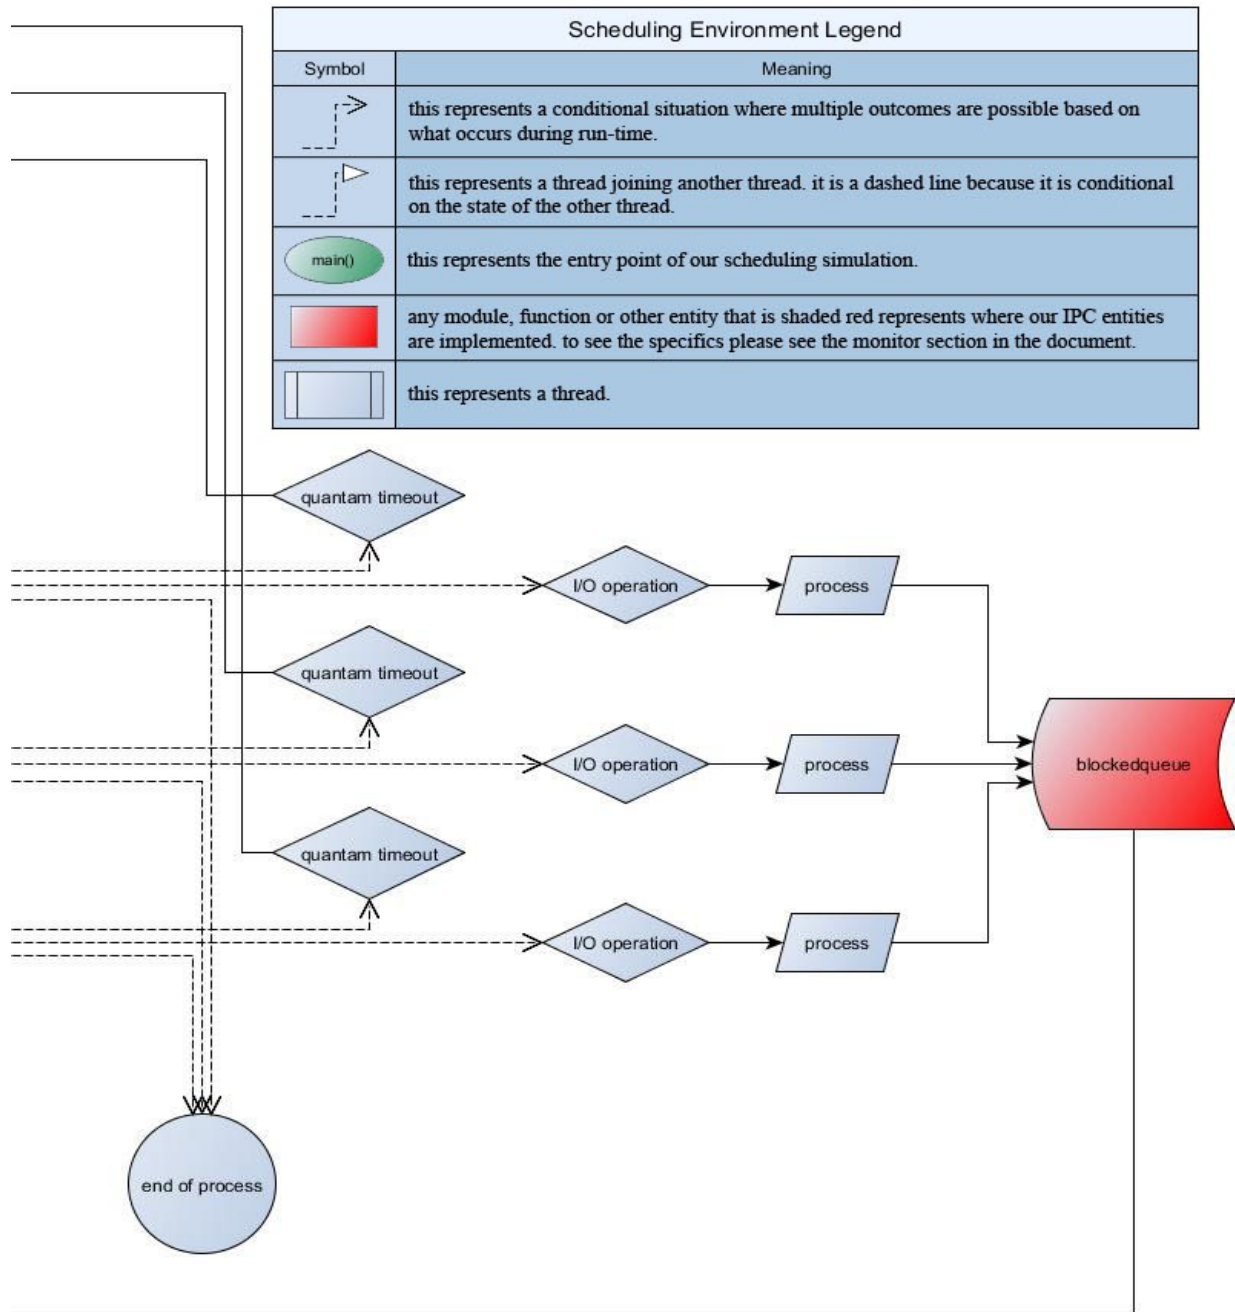 Scheduling Environment Legend
Symbol
Meaning
this represents a conditional situation where multiple outcomes are possible based on
what occurs during run-time.
this represents a thread joining another thread. it is a dashed line because it is conditional
on the state of the other thread.
main()
this represents the entry point of our scheduling simulation.
any module, function or other entity that is shaded red represents where our IPC entities
are implemented. to see the specifics please see the monitor section in the document.
this represents a thread.
quantam timeout
I/O operation
process
quantam timeout
I/O operation
process
blockedqueue
quantam timeout
I/O operation
process
end of process